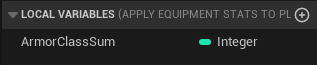 LOCAL VARIABLES (APPLY EQUIPMENT STATS TO PL
ArmorClassSum Integer